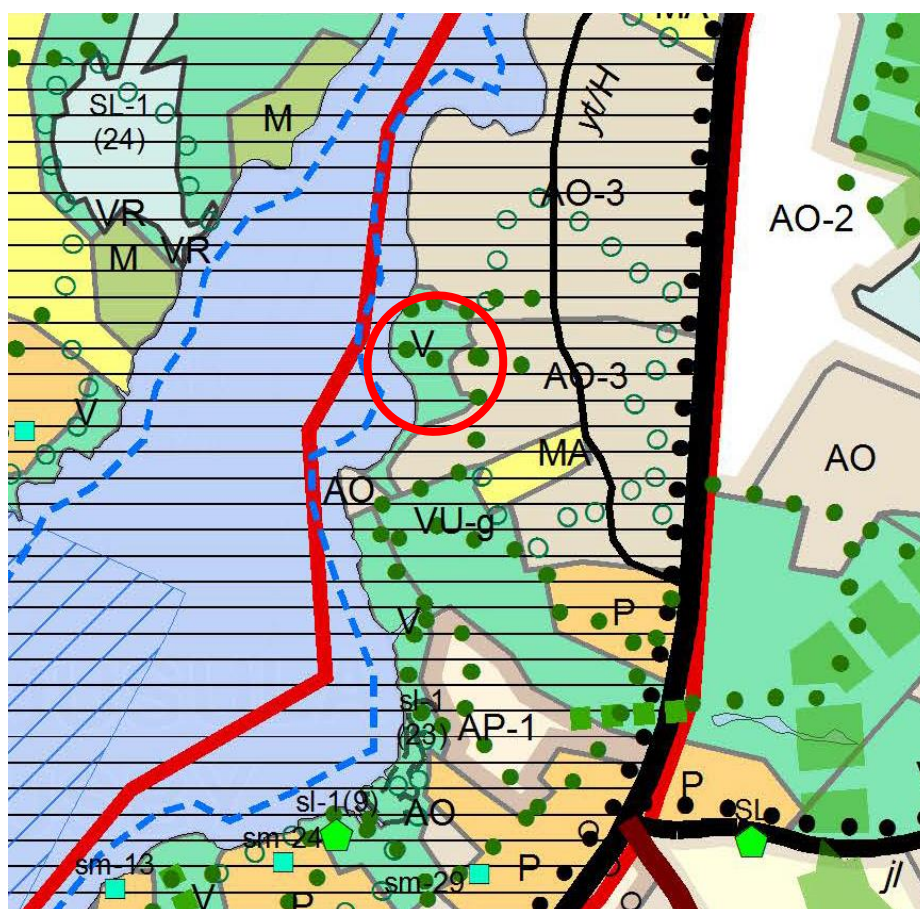 MA
SL-1
(24)
M
yt/H
AO-3
AO-2
VR
VR
M
V
AO-3
V
MA
AO
AO
VU-g
P
V
sl-1
(23)
AP-1
P
sl-1(9)
AO
SL
sm-24
sm-13
sm-29
P
jl
V
P